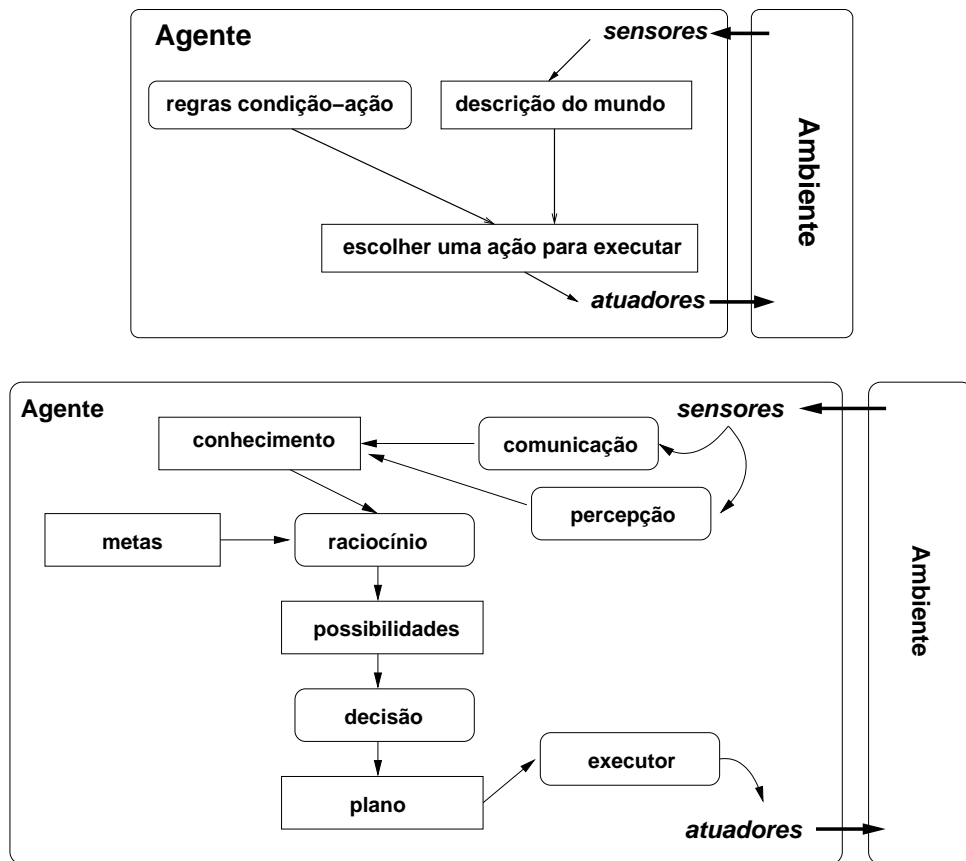 Agente
sensores
regras condição−ação
descrição do mundo
Ambiente
escolher uma ação para executar
atuadores
Agente
sensores
conhecimento
comunicação
percepção
metas
raciocínio
Ambiente
possibilidades
decisão
executor
plano
atuadores